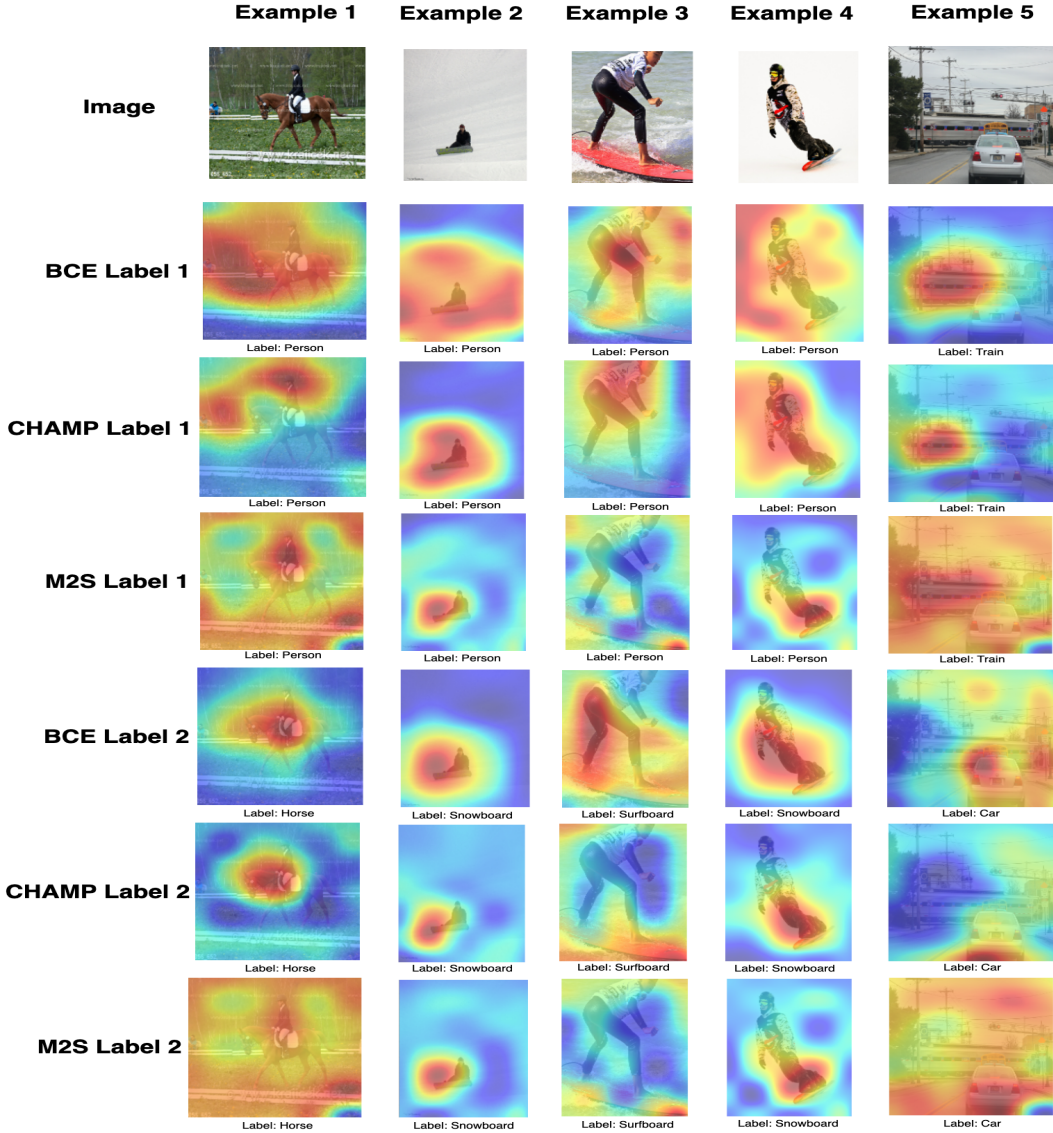 Example 1 Example 2 Example 3 Example 4 Example 5
Image
BCE Label 1
Label: Person Label: Person Label: Person Label: Person Label: Train
CHAMP Label 1
Label: Person Label: Person Label: Person Label: Person Label: Train
M2S Label 1
Label: Person Label: Person Label: Person Label: Person Label: Train
BCE Label 2
Label: Horse Label: Snowboard Label: Surfboard Label: Snowboard Label: Car
CHAMP Label 2
Label: Horse Label: Snowboard Label: Surfboard Label: Snowboard Label: Car
M2S Label 2
Label: Horse Label: Snowboard Label: Surfboard Label: Snowboard Label: Car